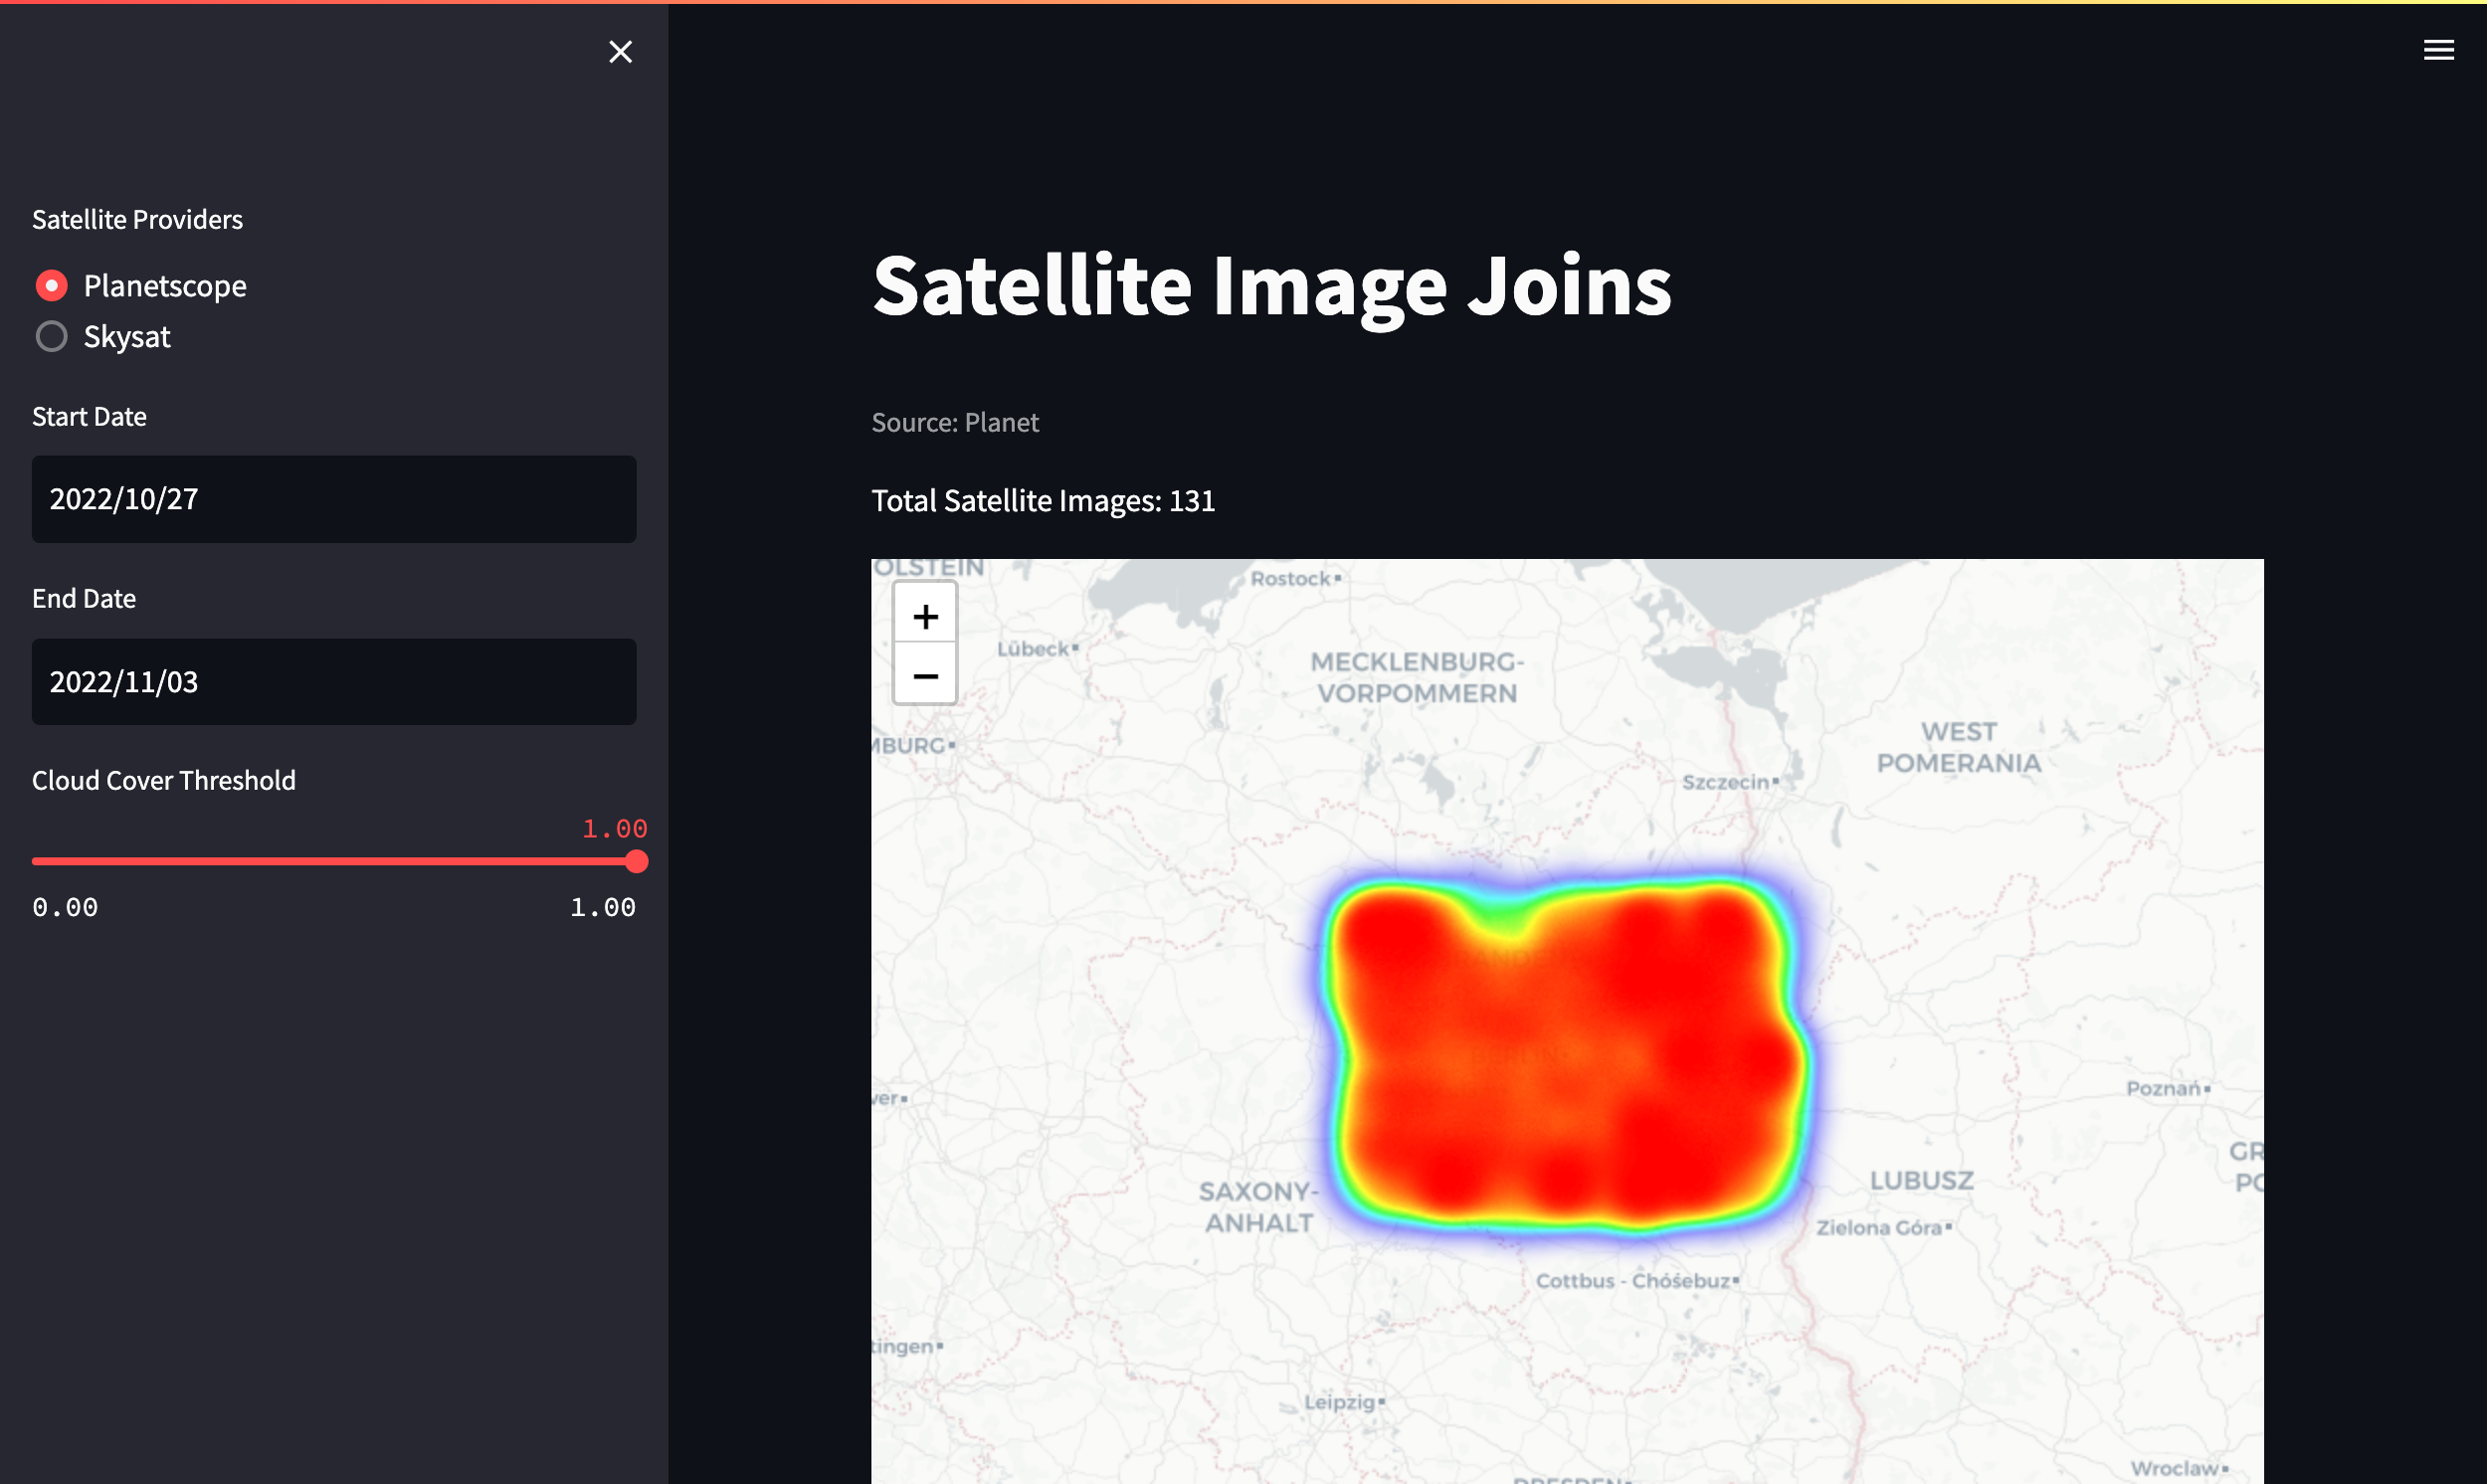 Satellite Providers
Planetscope
Skysat
Start Date
2022/10/27
End Date
2022/11/03
Cloud Cover Threshold
1.00
0.00 1.00
Satellite Image Joins
Source: Planet
Total Satellite Images: 131
OLSTEIN
Rostock
+
Lübeck
MECKLENBURG-
VORPOMMERN
−
MBURG
WEST
POMERANIA
Szczecin
Poznań
ver
GR
PO
SAXONY-
ANHALT
LUBUSZ
Zielona Góra
Cottbus - Chóśebuz
tingen
Leipzig
Wroclaw
DRESDEN